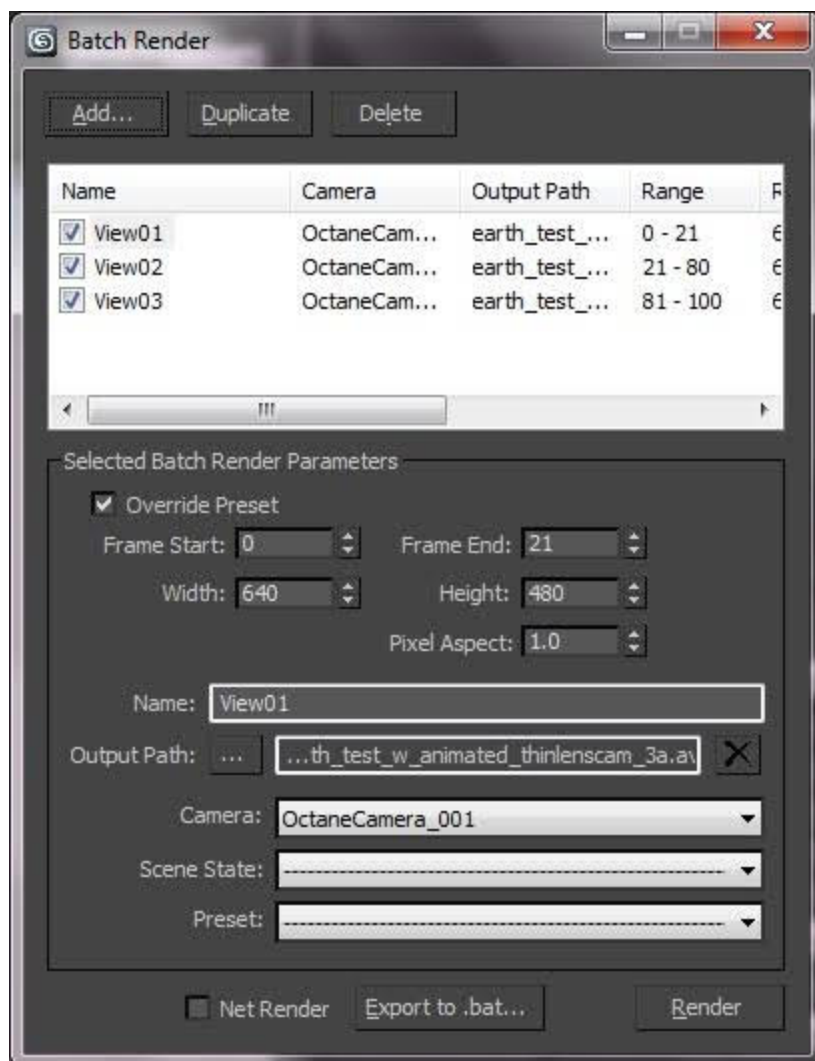 Batch Render
Add... Duplicate Delete
Name Camera Output Path Range
View01 OctaneCam... earth_test_... 0 - 21 6
View02 OctaneCam... earth_test_... 21 - 80 6
View03 OctaneCam... earth_test_... 81 - 100 6
Selected Batch Render Parameters
Override Preset
Frame Start: 0 Frame End: 21
Width: 640 Height: 480
Pixel Aspect: 1.0
Name: View01
Output Path: ... ...th_test_w_animated_thinlenscam_3a.av
Camera: OctaneCamera_001
Scene State: --------------------
Preset: --------------------
Net Render Export to .bat... Render